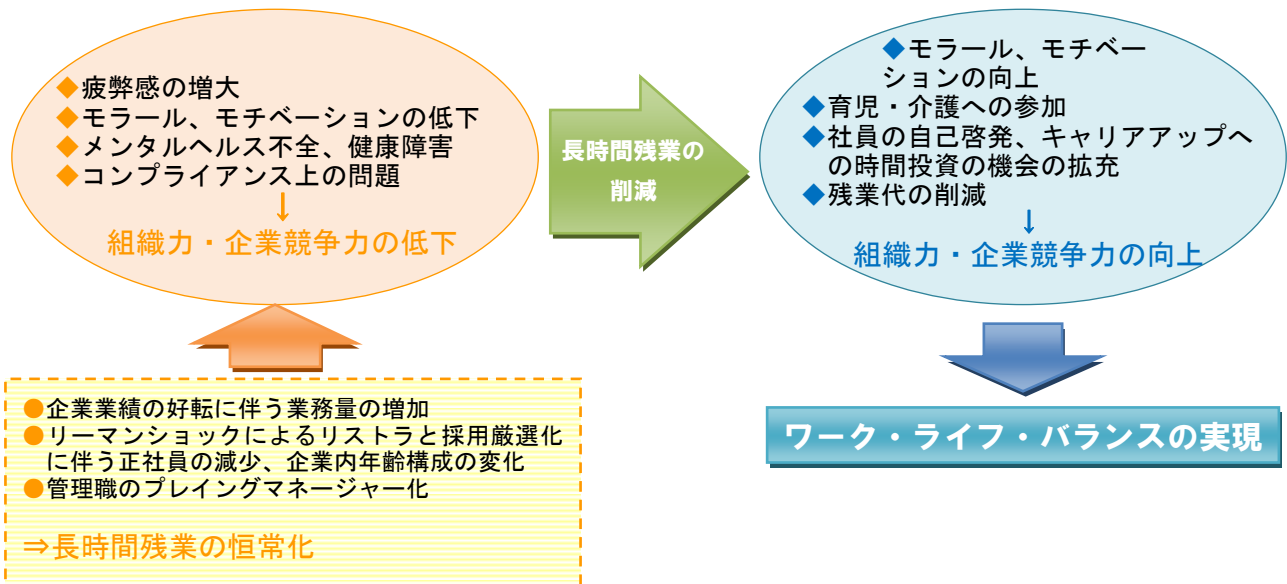 ◆疲弊感の増大
◆モラール、モチベーションの低下
◆メンタルヘルス不全、健康障害
◆コンプライアンス上の問題
↓
組織力・企業競争力の低下
長時間残業の
削減
◆モラール、モチベー
ションの向上
◆育児・介護への参加
◆社員の自己啓発、キャリアアップへ
の時間投資の機会の拡充
◆残業代の削減
↓
組織力・企業競争力の向上
●企業業績の好転に伴う業務量の増加
●リーマンショックによるリストラと採用厳選化
に伴う正社員の減少、企業内年齢構成の変化
●管理職のプレイングマネージャー化
⇒長時間残業の恒常化
ワーク・ライフ・バランスの実現